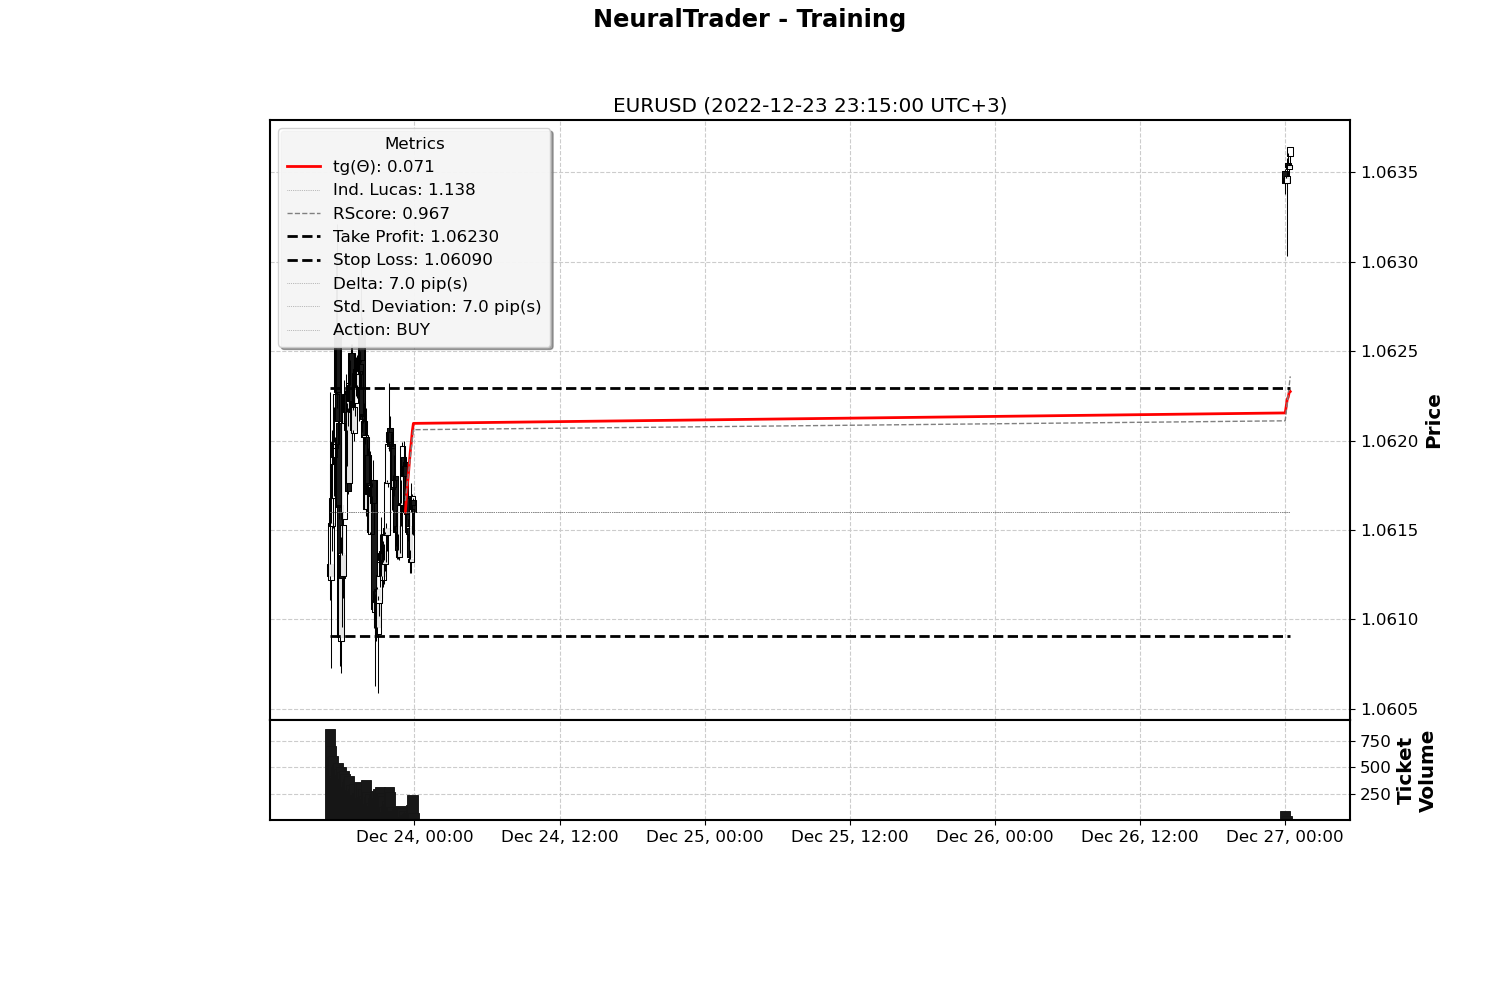 NeuralTrader - Training
EURUSD (2022-12-23 23:15:00 UTC+3)
Metrics
tg(Θ): 0.071
Ind. Lucas: 1.138
RScore: 0.967
Take Profit: 1.06230
Stop Loss: 1.06090
Delta: 7.0 pip(s)
Std. Deviation: 7.0 pip(s)
Action: BUY
1.0635
1.0630
1.0625
1.0620
1.0615
1.0610
1.0605
Price
750
500
250
Ticket
Volume
Dec 24, 00:00
Dec 24, 12:00
Dec 25, 00:00
Dec 25, 12:00
Dec 26, 00:00
Dec 26, 12:00
Dec 27, 00:00